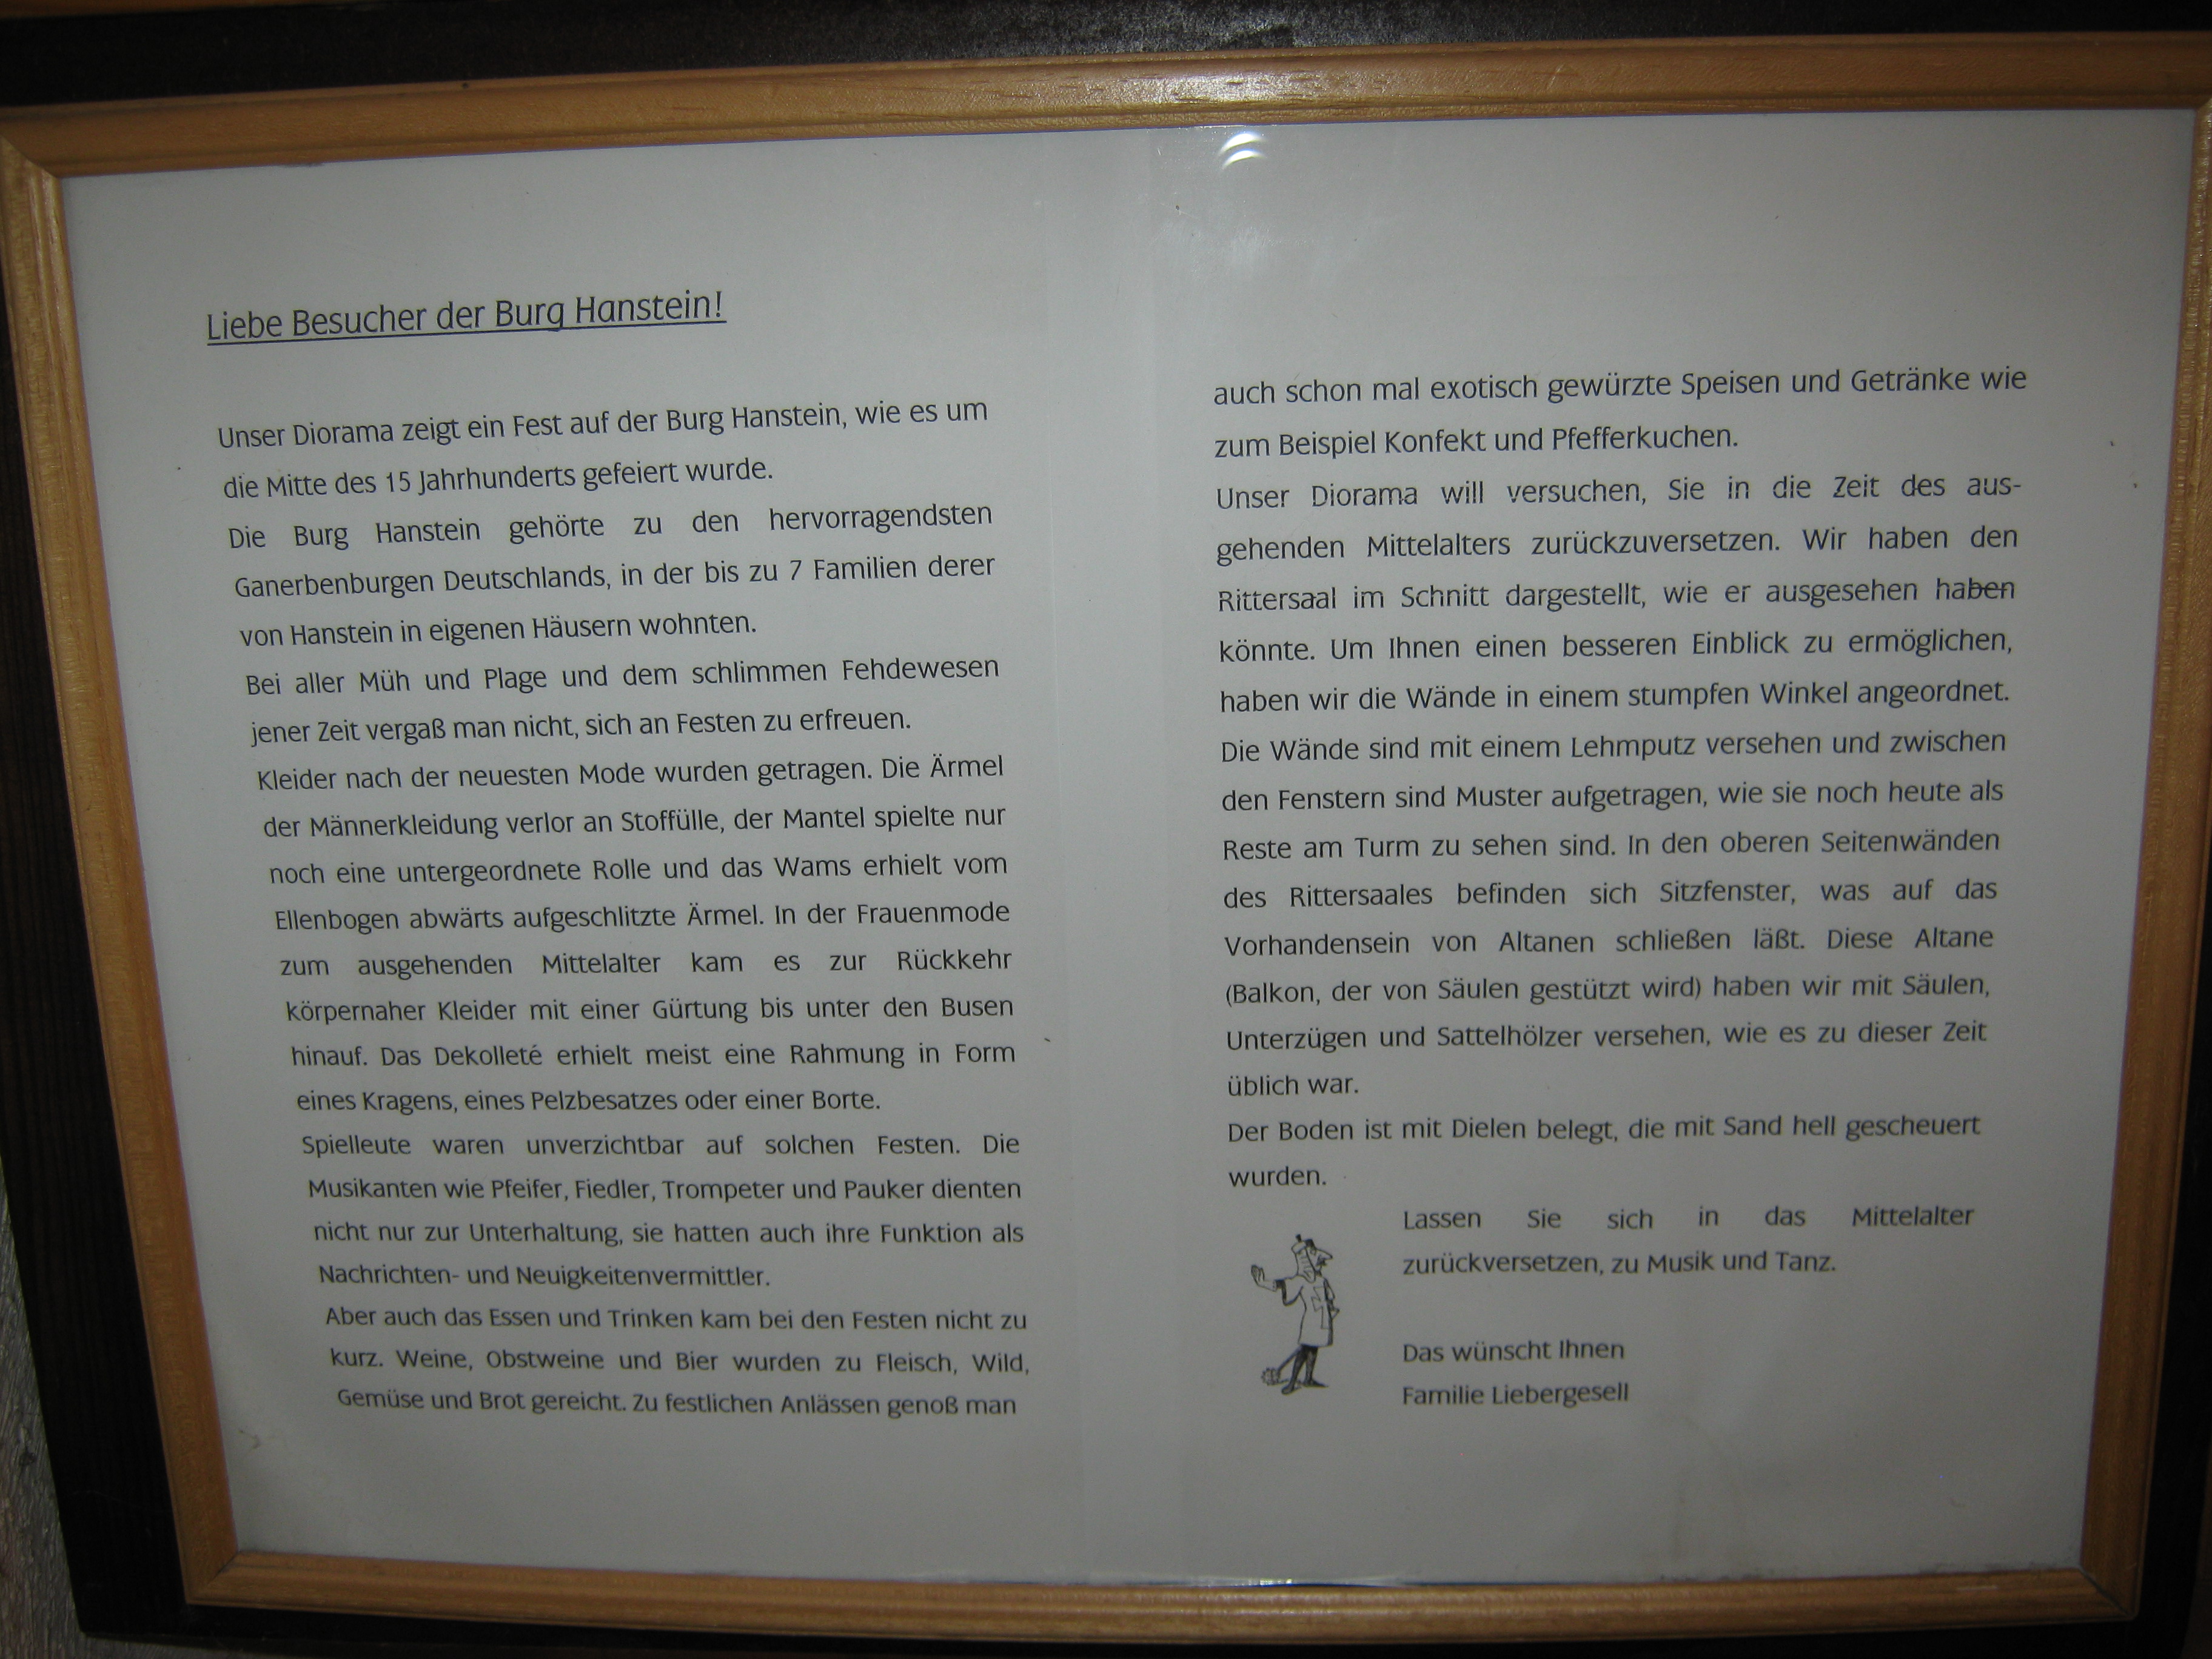 Liebe Besucher der Burg Hanstein!
Unser Diorama zeigt ein Fest auf der Burg Hanstein, wie es um
die Mitte des 15 Jahrhunderts gefeiert wurde.
Die Burg Hanstein gehörte zu den hervorragendsten
Ganerbenburgen Deutschlands, in der bis zu 7 Familien derer
von Hanstein in eigenen Häusern wohnten.
Bei aller Müh und Plage und dem schlimmen Fehdewesen
jener Zeit vergaß man nicht, sich an Festen zu erfreuen.
Kleider nach der neuesten Mode wurden getragen. Die Ärmel
der Männerkleidung verlor an Stoffülle, der Mantel spielte nur
noch eine untergeordnete Rolle und das Wams erhielt vom
Ellenbogen abwärts aufgeschlitzte Ärmel. In der Frauenmode
zum ausgehenden Mittelalter kam es zur Rückkehr
körpernaher Kleider mit einer Gürtung bis unter den Busen
hinauf. Das Dekolleté erhielt meist eine Rahmung in Form
eines Kragens, eines Pelzbesatzes oder einer Borte.
Spielleute waren unverzichtbar auf solchen Festen. Die
Musikanten wie Pfeifer, Fiedler, Trompeter und Pauker dienten
nicht nur zur Unterhaltung, sie hatten auch ihre Funktion als
Nachrichten- und Neuigkeitenvermittler.
Aber auch das Essen und Trinken kam bei den Festen nicht zu
kurz. Weine, Obstweine und Bier wurden zu Fleisch, Wild,
Gemüse und Brot gereicht. Zu festlichen Anlässen genoß man
auch schon mal exotisch gewürzte Speisen und Getränke wie
zum Beispiel Konfekt und Pfefferkuchen.
Unser Diorama will versuchen, Sie in die Zeit des aus-
gehenden Mittelalters zurückzuversetzen. Wir haben den
Rittersaal im Schnitt dargestellt, wie er ausgesehen haben
könnte. Um Ihnen einen besseren Einblick zu ermöglichen,
haben wir die Wände in einem stumpfen Winkel angeordnet.
Die Wände sind mit einem Lehmputz versehen und zwischen
den Fenstern sind Muster aufgetragen, wie sie noch heute als
Reste am Turm zu sehen sind. In den oberen Seitenwänden
des Rittersaales befinden sich Sitzfenster, was auf das
Vorhandensein von Altanen schließen läßt. Diese Altane
(Balkon, der von Säulen gestützt wird) haben wir mit Säulen,
Unterzügen und Sattelhölzer versehen, wie es zu dieser Zeit
üblich war.
Der Boden ist mit Dielen belegt, die mit Sand hell gescheuert
wurden.
Lassen Sie sich in das Mittelalter
zurückversetzen, zu Musik und Tanz.
Das wünscht Ihnen
Familie Liebergesell